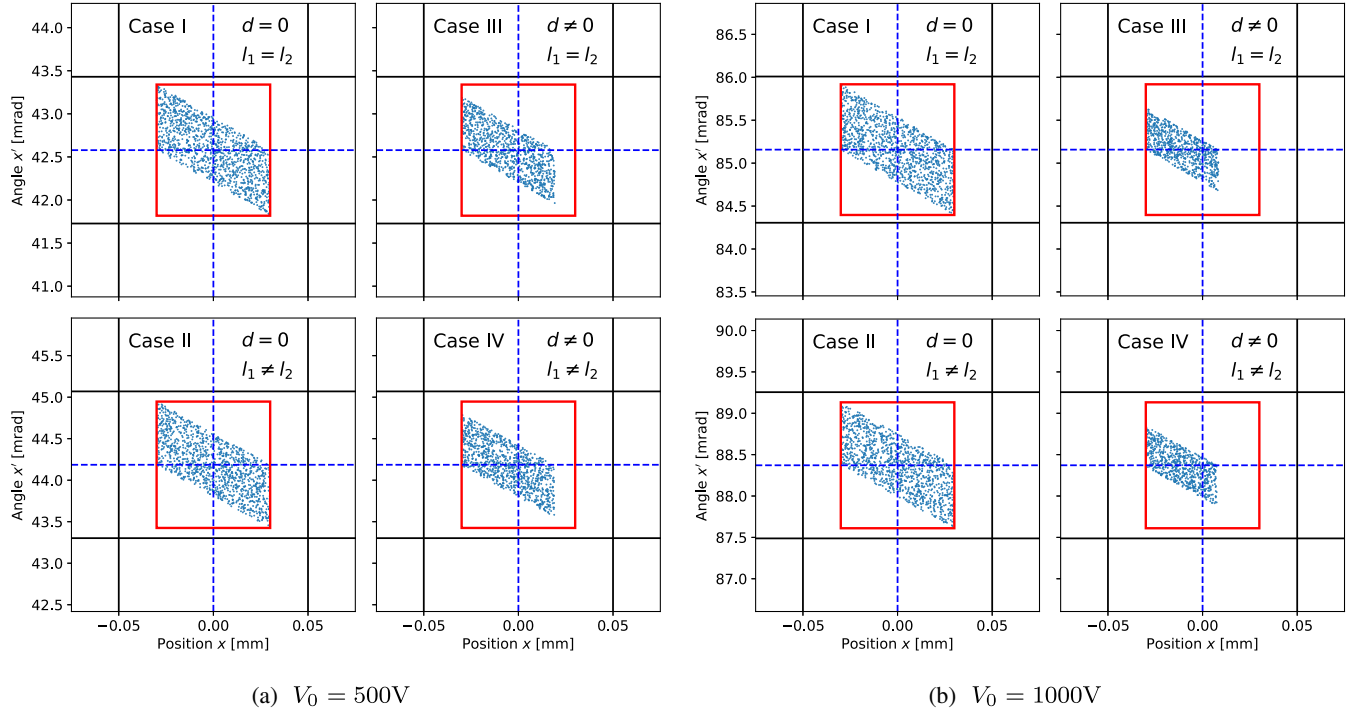 Case I
d = 0
l₁ = l₂
Case III
d ≠ 0
l₁ = l₂
Angle x′ [mrad]
44.0
43.5
43.0
42.5
42.0
41.5
41.0
Case II
d = 0
l₁ ≠ l₂
Case IV
d ≠ 0
l₁ ≠ l₂
Angle x′ [mrad]
45.5
45.0
44.5
44.0
43.5
43.0
42.5
−0.05 0.00 0.05
−0.05 0.00 0.05
Position x [mm]
Position x [mm]
(a) V₀ = 500V
Case I
d = 0
l₁ = l₂
Case III
d ≠ 0
l₁ = l₂
Angle x′ [mrad]
86.5
86.0
85.5
85.0
84.5
84.0
83.5
Case II
d = 0
l₁ ≠ l₂
Case IV
d ≠ 0
l₁ ≠ l₂
Angle x′ [mrad]
90.0
89.5
89.0
88.5
88.0
87.5
87.0
−0.05 0.00 0.05
−0.05 0.00 0.05
Position x [mm]
Position x [mm]
(b) V₀ = 1000V